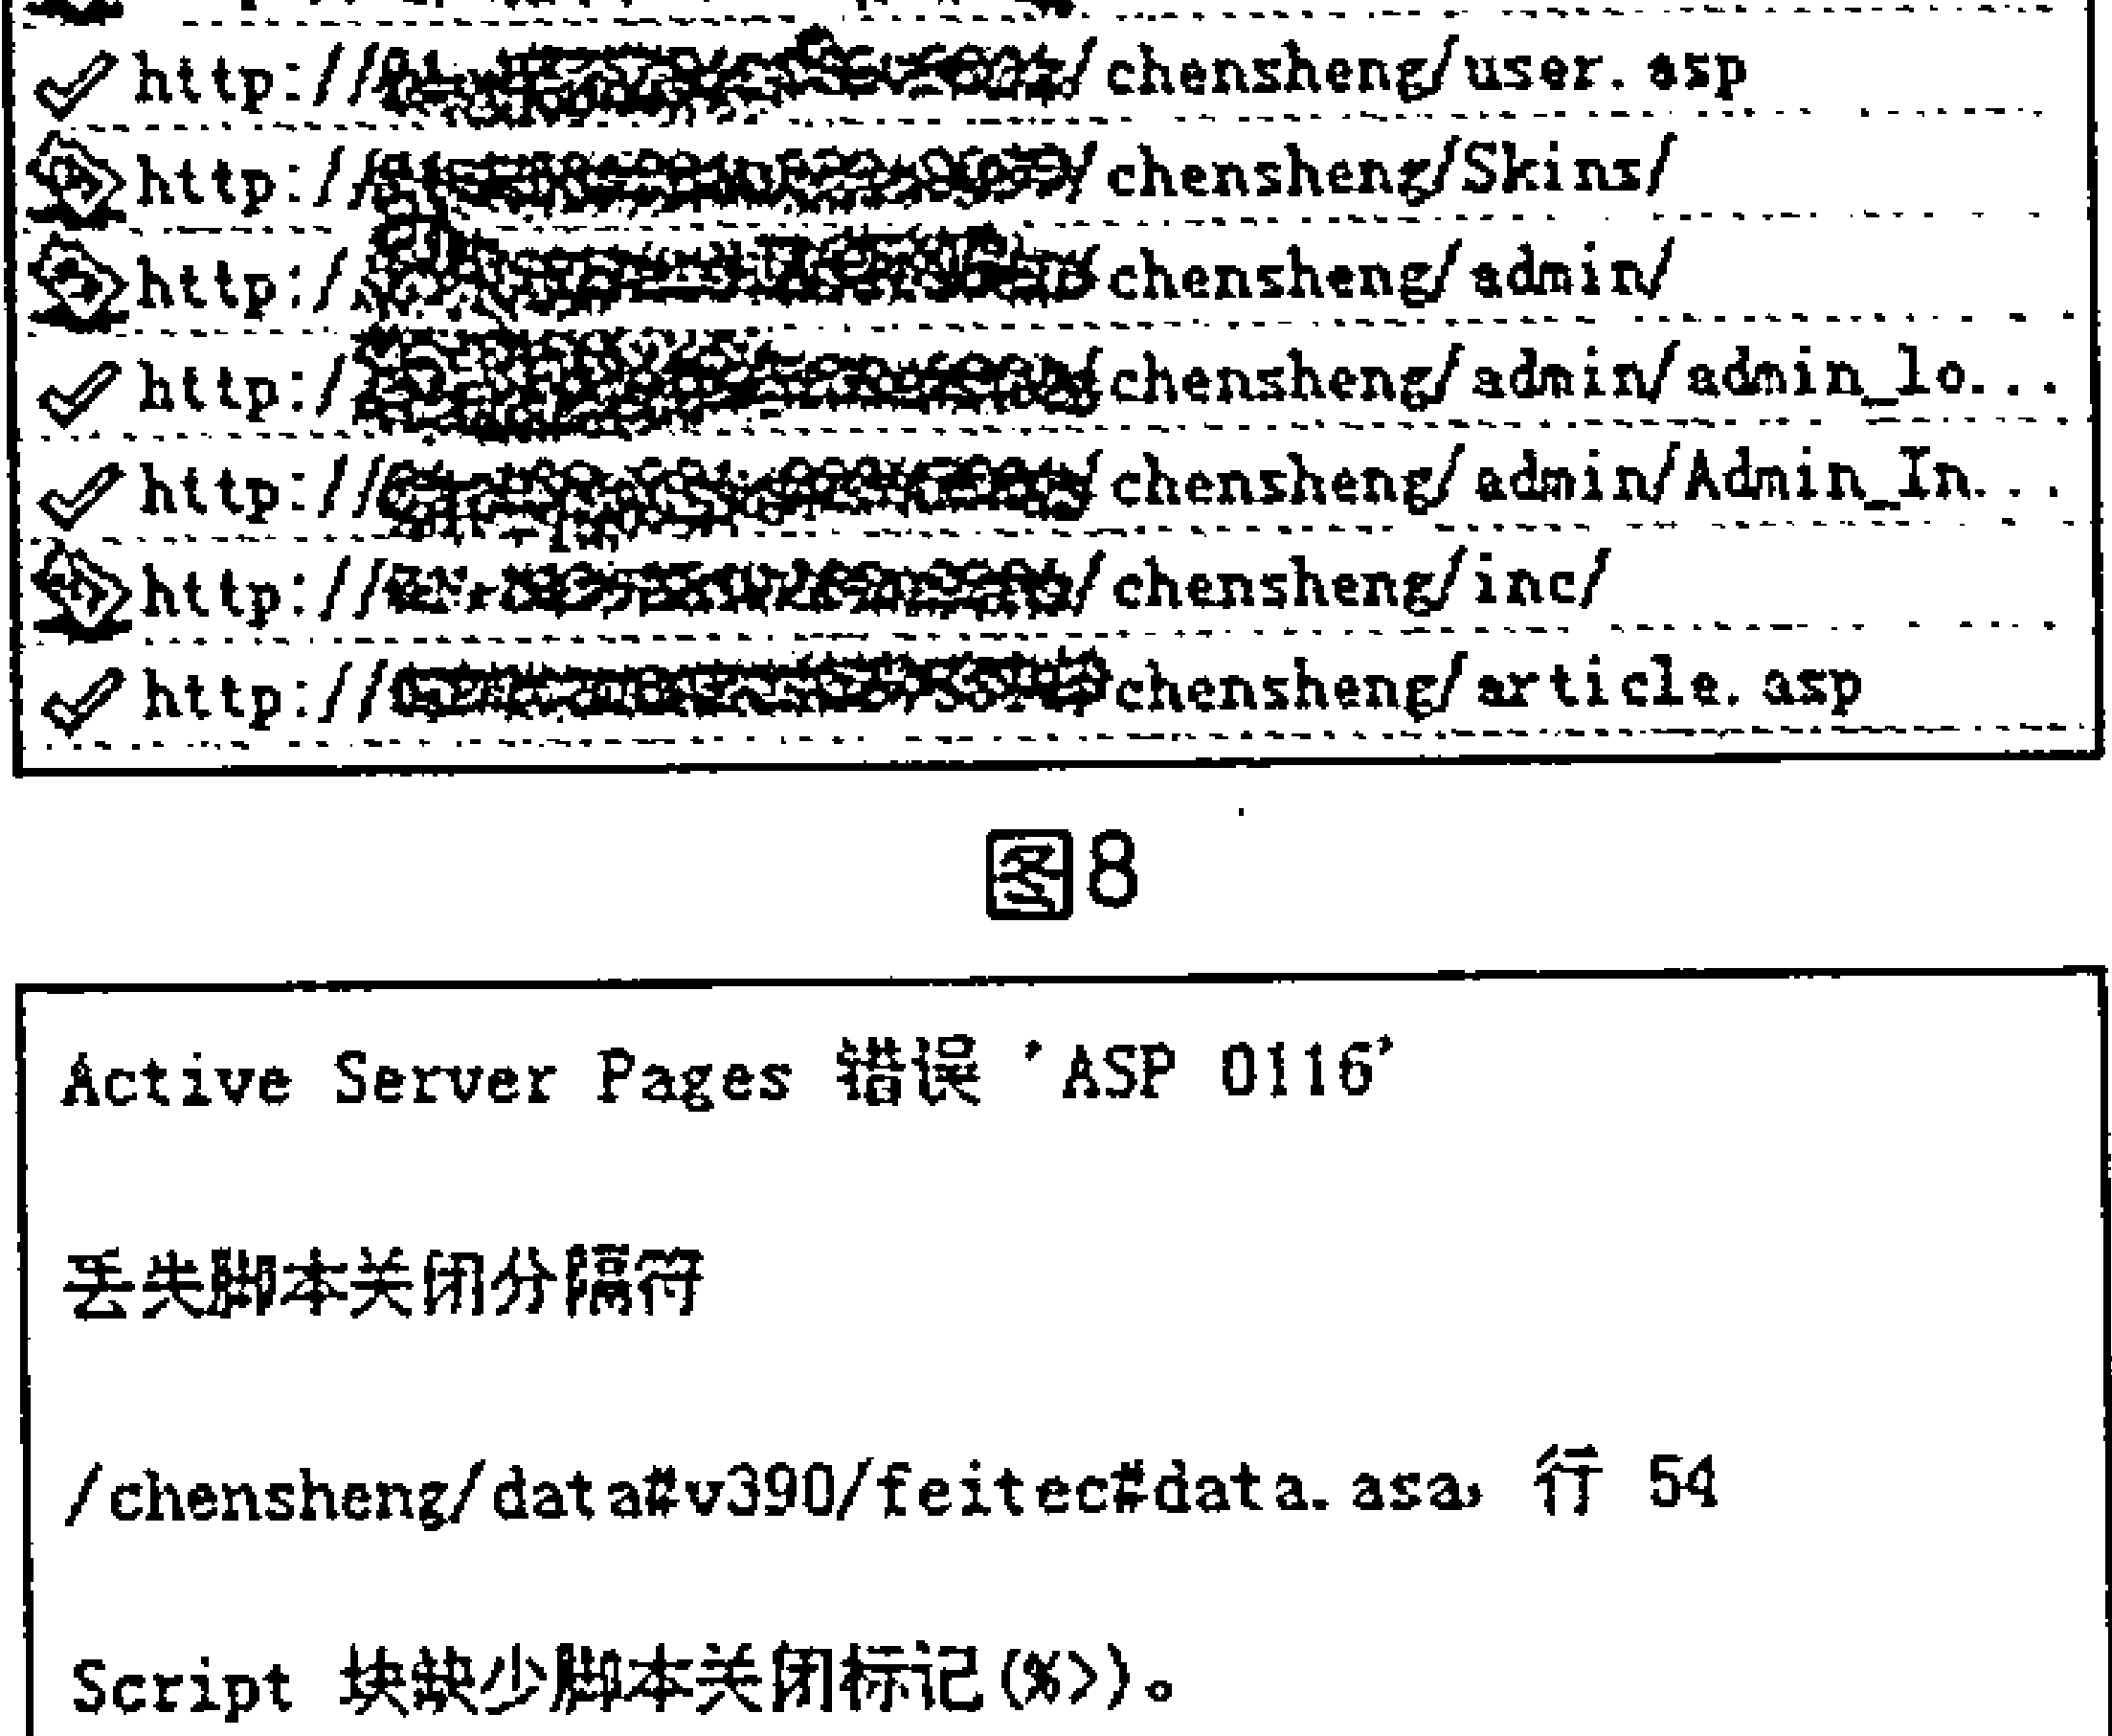 http://chensheng/user.asp
http:///chensheng/Skins/
http://chensheng/admin/
http://chensheng/admin/admin_lo...
http://chensheng/admin/Admin_In...
http:///chensheng/inc/
http://chensheng/article.asp
图8
Active Server Pages 错误 'ASP 0116'
丢失脚本关闭分隔符
/chensheng/data#v390/feitec#data.asa, 行 54
Script 块缺少脚本关闭标记(%>)。